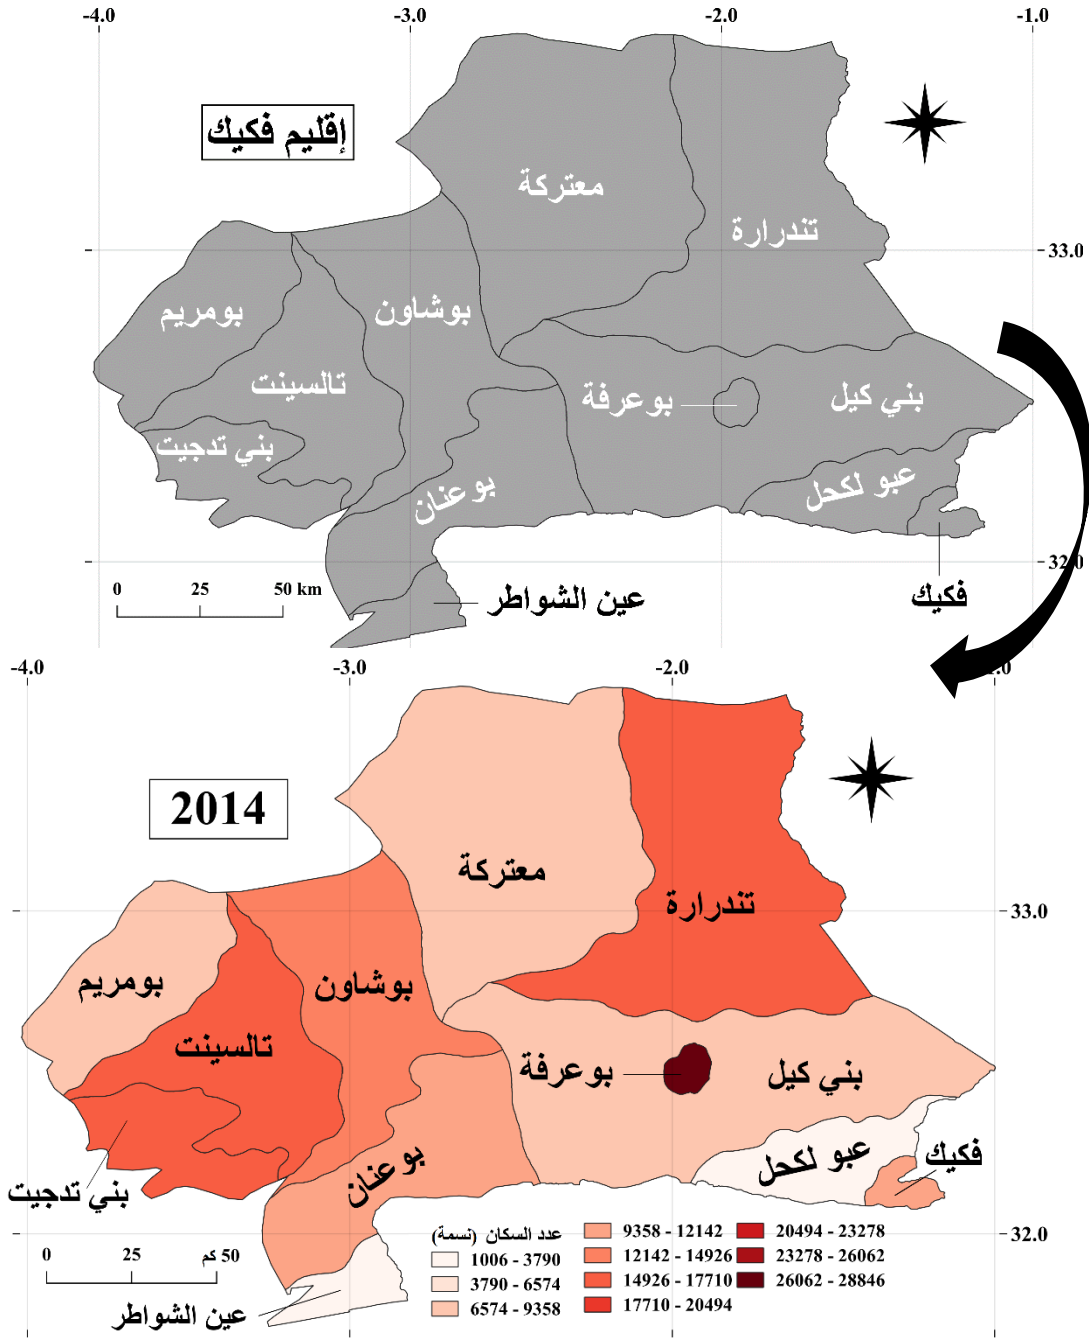 -4.0 -3.0 -2.0 -1.0
إقليم فكيك
معتركة
تندرارة
33.0
بومريم
بوشاون
تالسينت
بوعرفة
بني كيل
بني تدجيت
بوعنان
عبو لكحل
32.0
0 25 50 km
عين الشواطر
فكيك
-4.0 -3.0 -2.0
2014
معتركة
تندرارة
33.0
بومريم
بوشاون
تالسينت
بوعرفة
بني كيل
بوعنان
عبو لكحل
فكيك
بني تدجيت
32.0
0 25 50 كم
عين الشواطر
عدد السكان (نسمة)
1006 - 3790
3790 - 6574
6574 - 9358
9358 - 12142
12142 - 14926
14926 - 17710
17710 - 20494
20494 - 23278
23278 - 26062
26062 - 28846